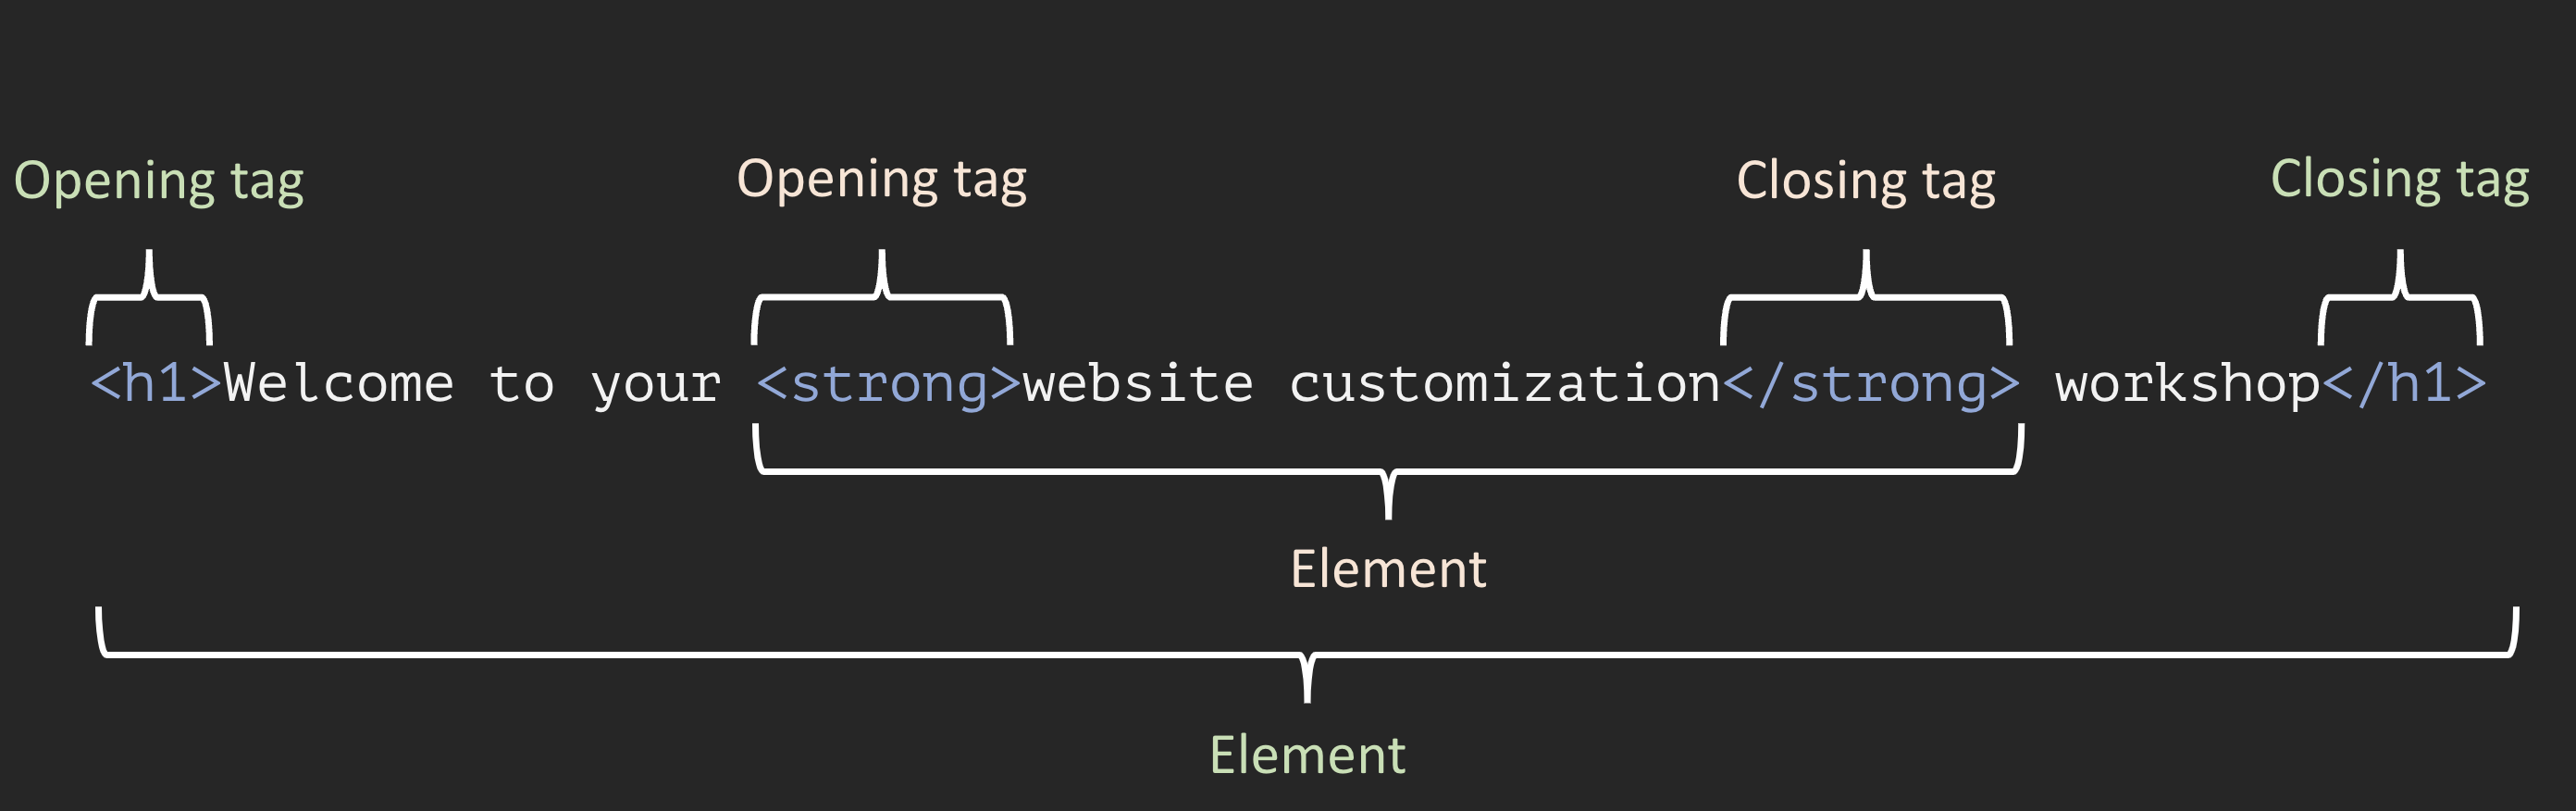 Opening tag Opening tag Closing tag Closing tag
<h1>Welcome to your <strong>website customization</strong> workshop</h1>
Element
Element